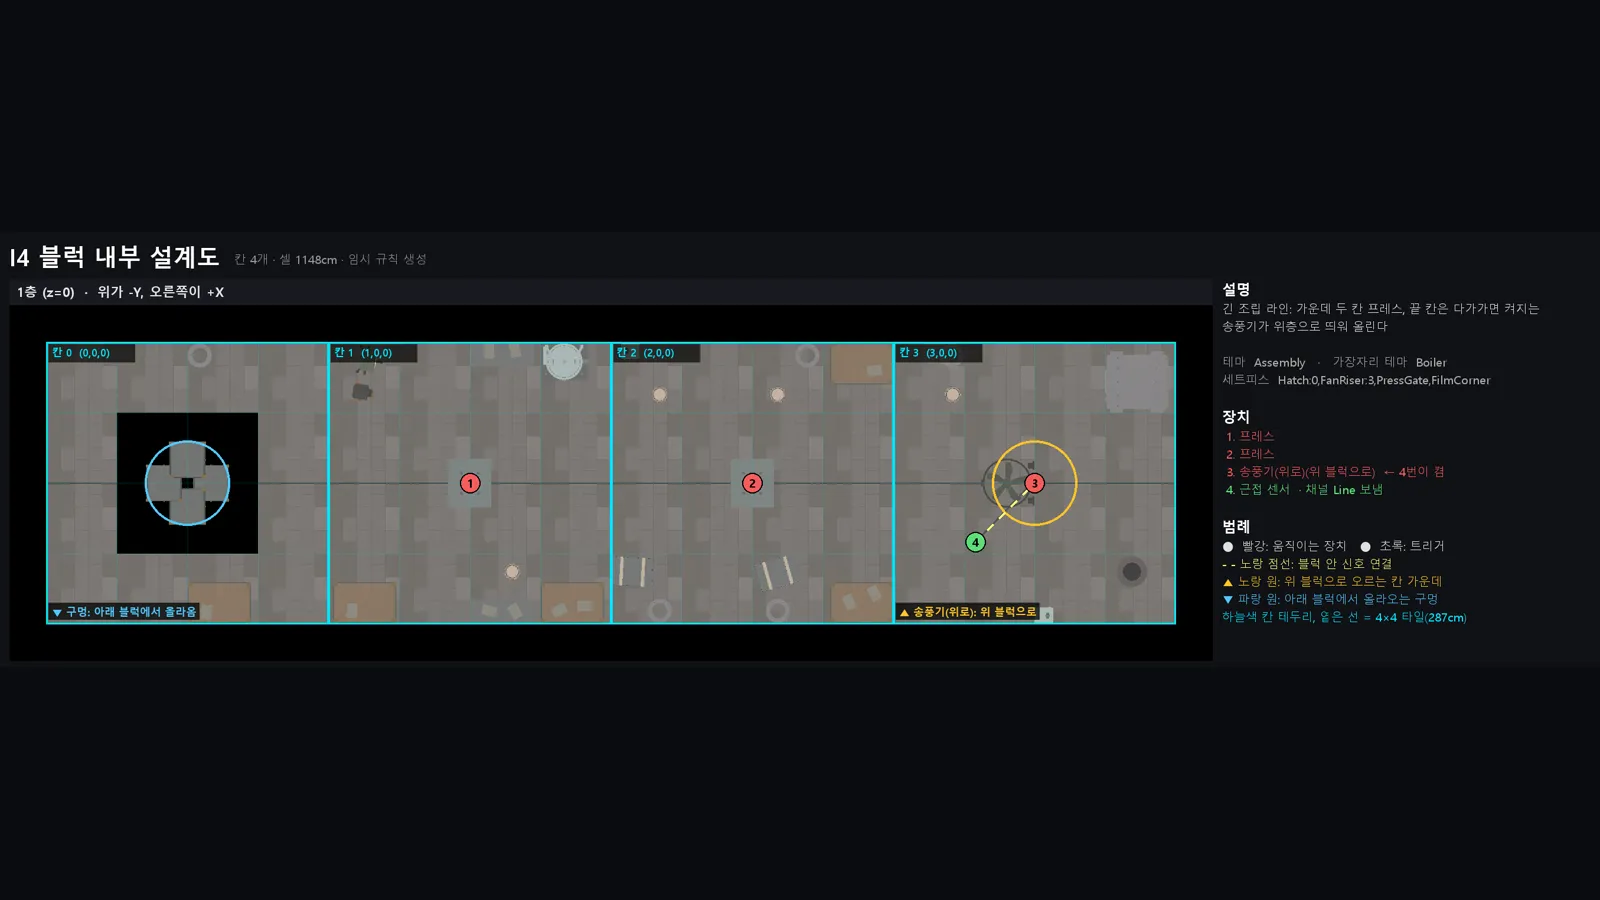 I4 블럭 내부 설계도 칸 4개 · 셀 1148cm · 임시 규칙 생성
1층 (z=0) · 위가 -Y, 오른쪽이 +X
칸 0 (0,0,0)
칸 1 (1,0,0)
칸 2 (2,0,0)
칸 3 (3,0,0)
1
2
3
4
▼ 구멍: 아래 블럭에서 올라옴
▲ 송풍기(위로): 위 블럭으로
설명
긴 조립 라인: 가운데 두 칸 프레스, 끝 칸은 다가가면 켜지는
송풍기가 위층으로 띄워 올린다
테마 Assembly · 가장자리 테마 Boiler
세트피스 Hatch:0,FanRiser:3,PressGate,FilmCorner
장치
1. 프레스
2. 프레스
3. 송풍기(위로)(위 블럭으로) ← 4번이 켬
4. 근접 센서 · 채널 Line 보냄
범례
● 빨강: 움직이는 장치 ● 초록: 트리거
- - 노랑 점선: 블럭 안 신호 연결
▲ 노랑 원: 위 블럭으로 오르는 칸 가운데
▼ 파랑 원: 아래 블럭에서 올라오는 구멍
하늘색 칸 테두리, 옅은 선 = 4×4 타일(287cm)